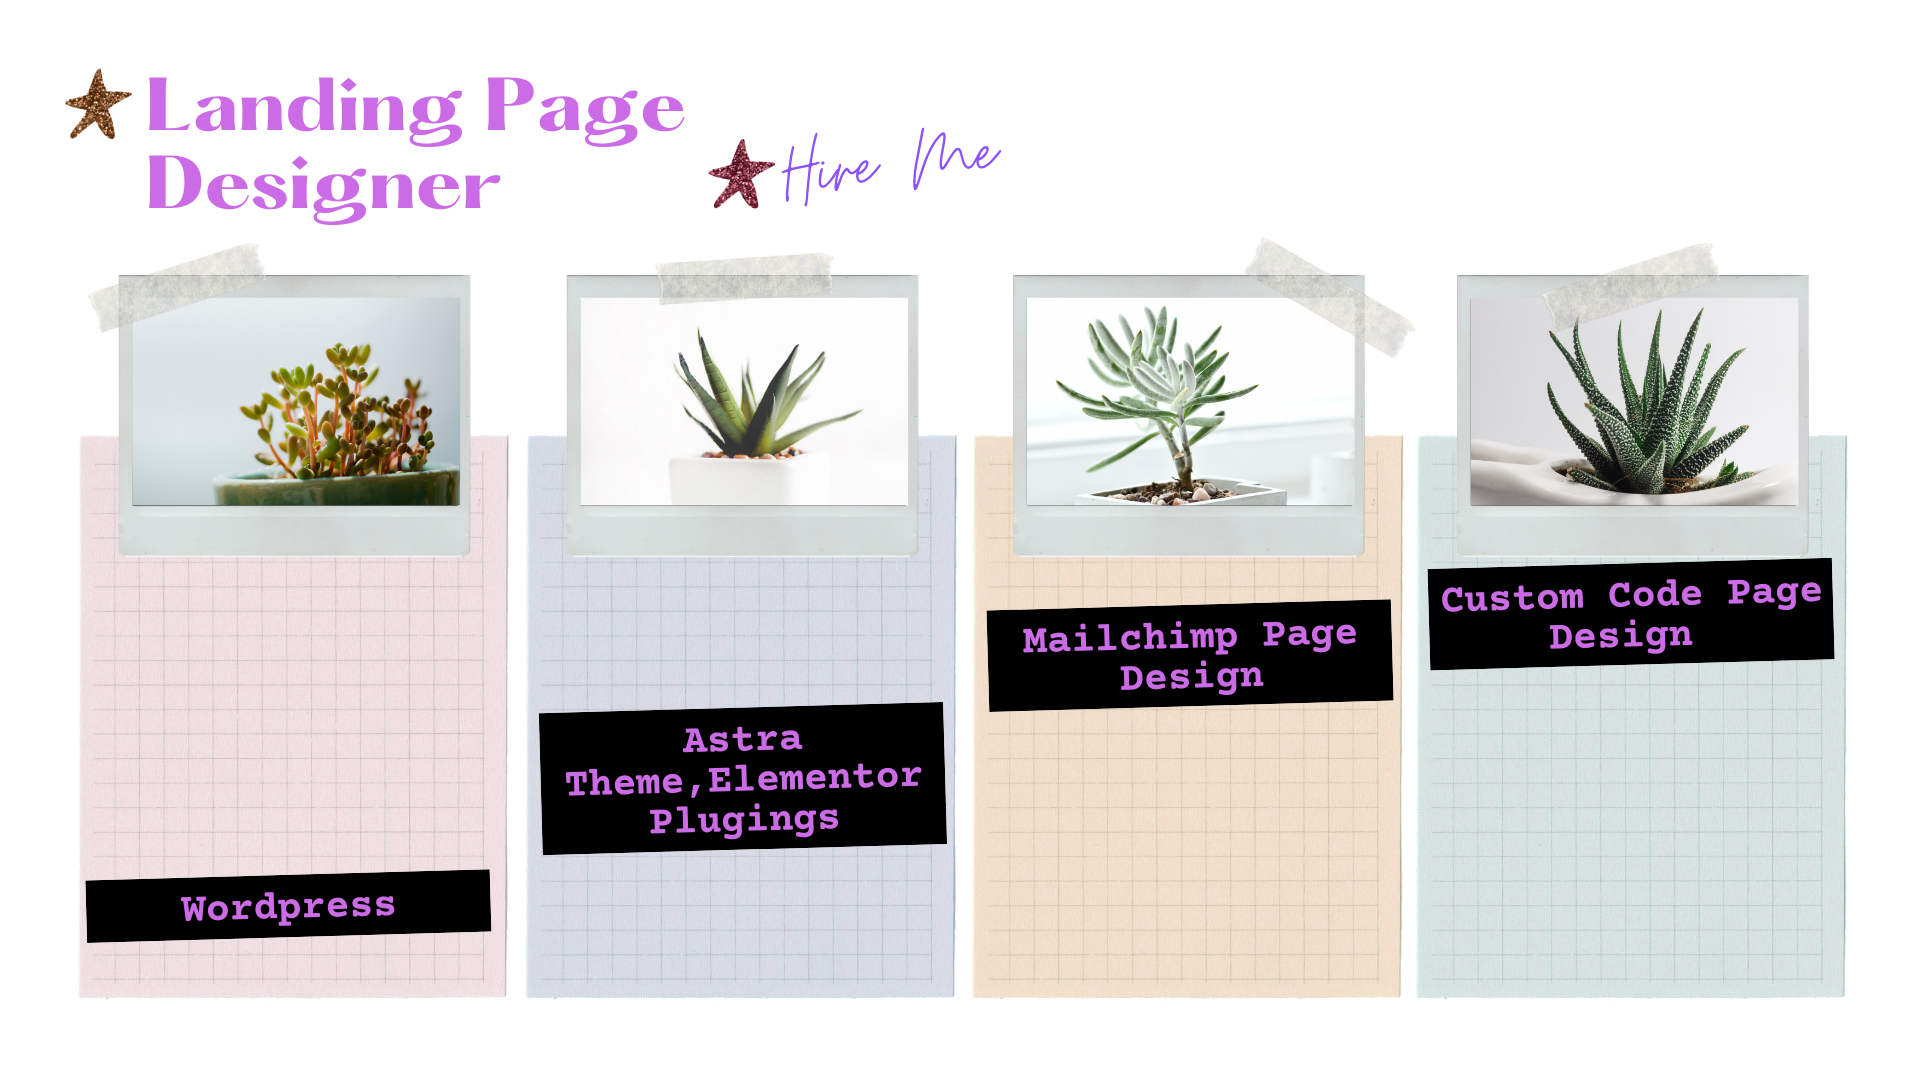 Landing Page
Designer
Hire Me
Wordpress
Astra
Theme,Elementor
Plugings
Mailchimp Page
Design
Custom Code Page
Design